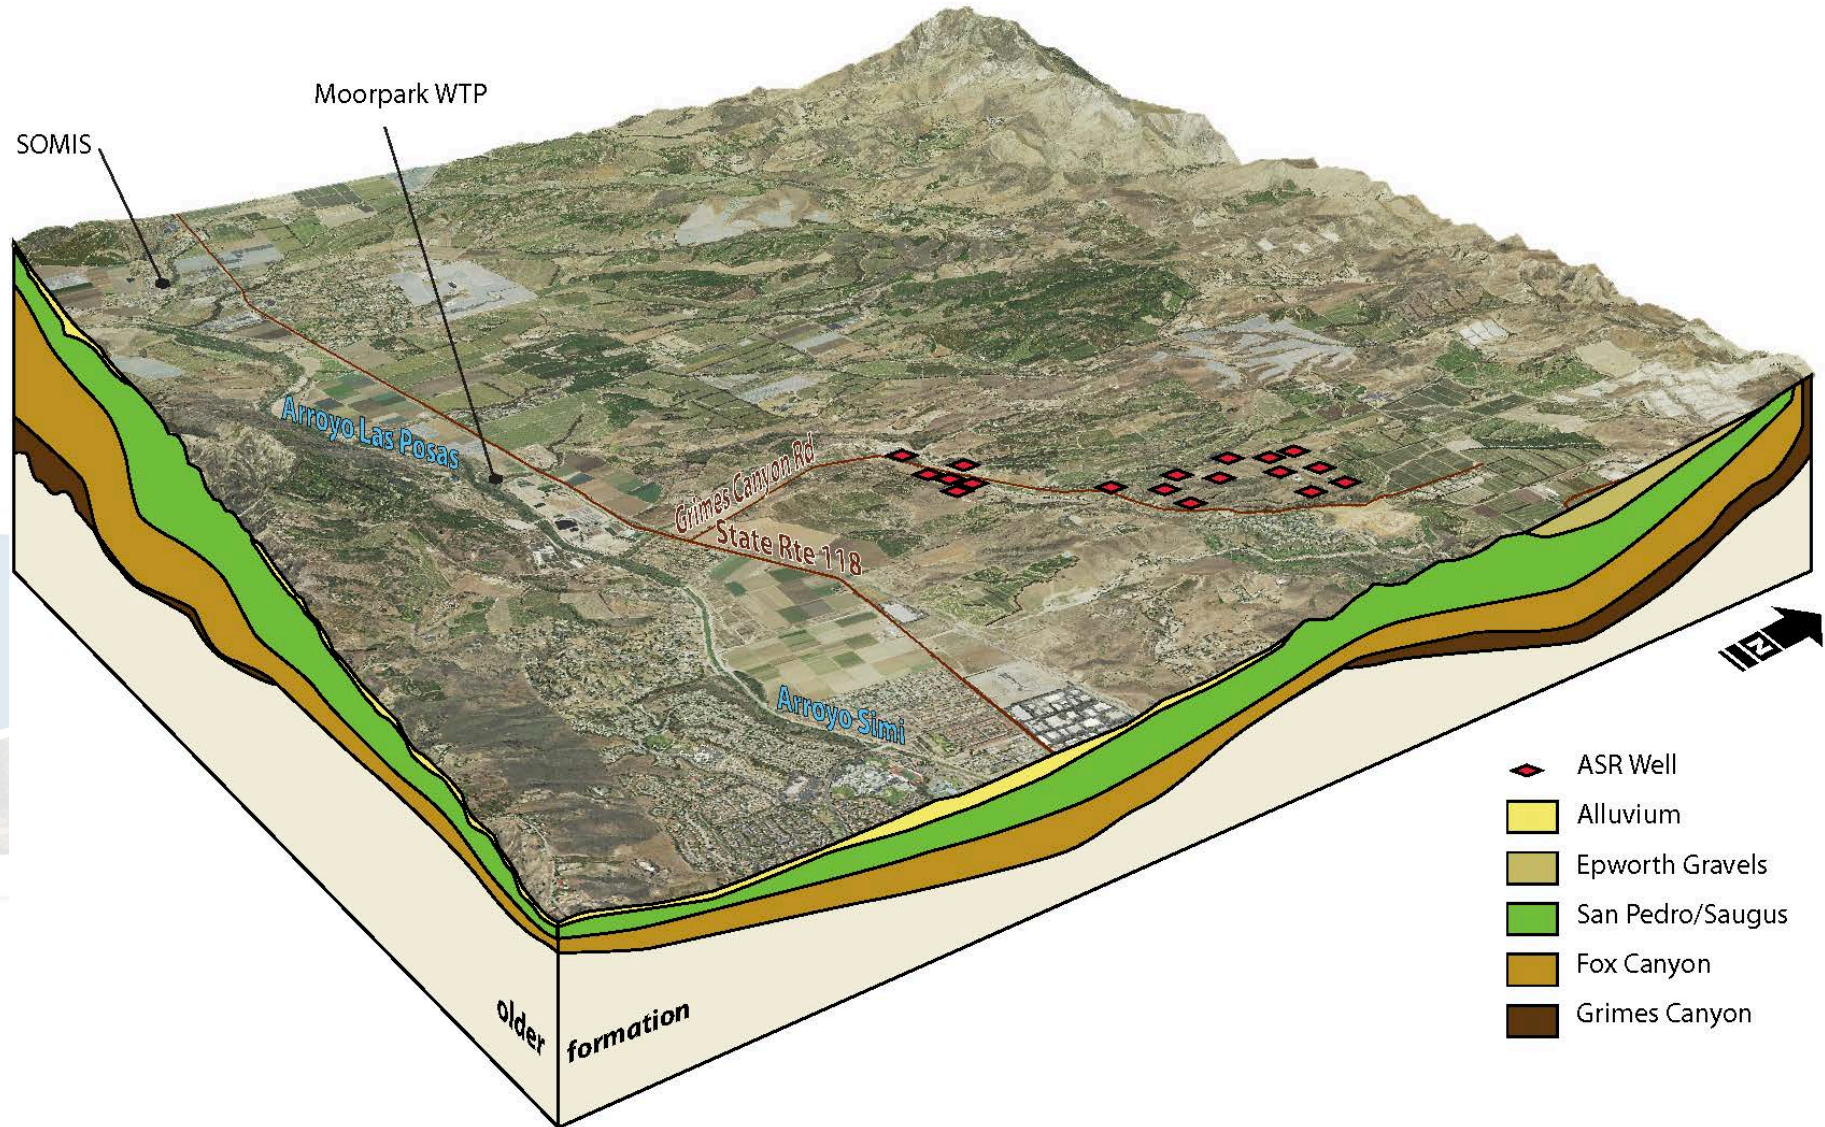 Moorpark WTP
SOMIS
Arroyo Las Posas
Grimes Canyon Rd
State Rte 118
Arroyo Simi
N
ASR Well
Alluvium
Epworth Gravels
San Pedro/Saugus
Fox Canyon
Grimes Canyon
older formation